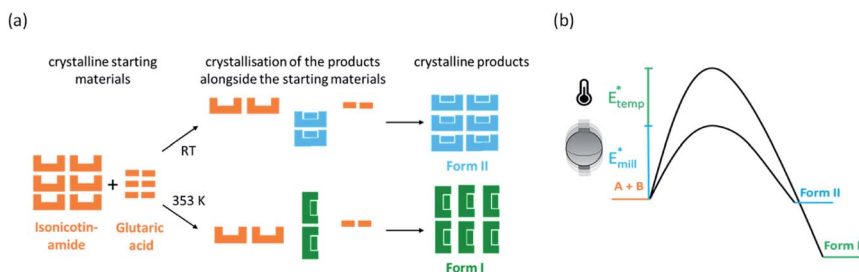 (a)
crystalline starting
materials
crystallisation of the products
alongside the starting materials
crystalline products
RT
353 K
Isonicotin-
amide
Glutaric
acid
+
Form II
Form I
(b)
E*temp
E*mill
A + B
Form II
Form I